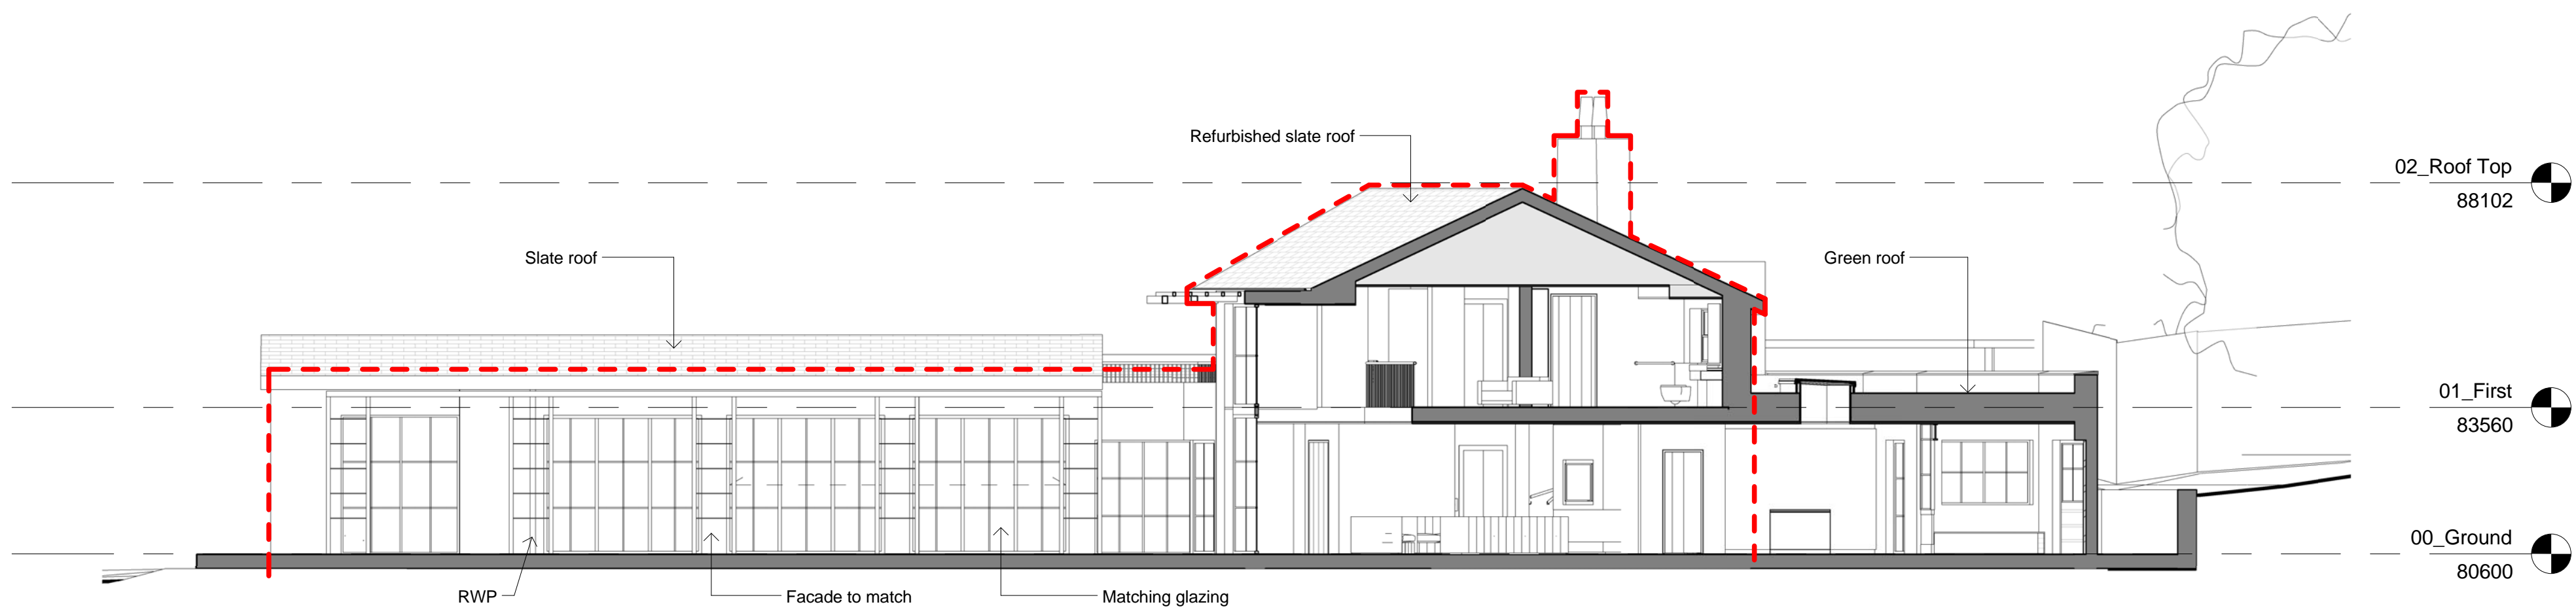 Refurbished slate roof
02_Roof Top
88102
Slate roof
Green roof
01_First
83560
00_Ground
80600
RWP
Facade to match
Matching glazing